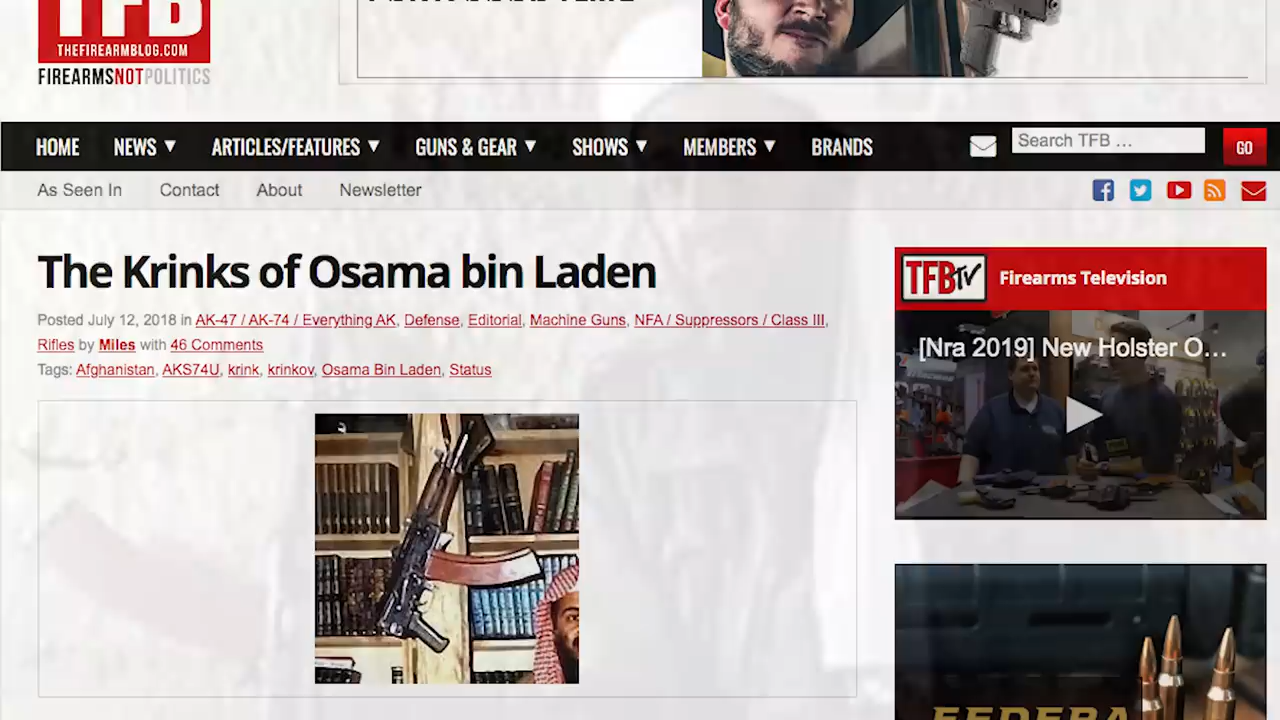 TFB
THEFIREARMBLOG.COM
FIREARMSNOTPOLITICS
HOME NEWS ▼ ARTICLES/FEATURES ▼ GUNS & GEAR ▼ SHOWS ▼ MEMBERS ▼ BRANDS Search TFB ... GO
As Seen In Contact About Newsletter
The Krinks of Osama bin Laden
Posted July 12, 2018 in AK-47 / AK-74 / Everything AK, Defense, Editorial, Machine Guns, NFA / Suppressors / Class III,
Rifles by Miles with 46 Comments
Tags: Afghanistan, AKS74U, krink, krinkov, Osama Bin Laden, Status
TFBTV Firearms Television
[Nra 2019] New Holster O...